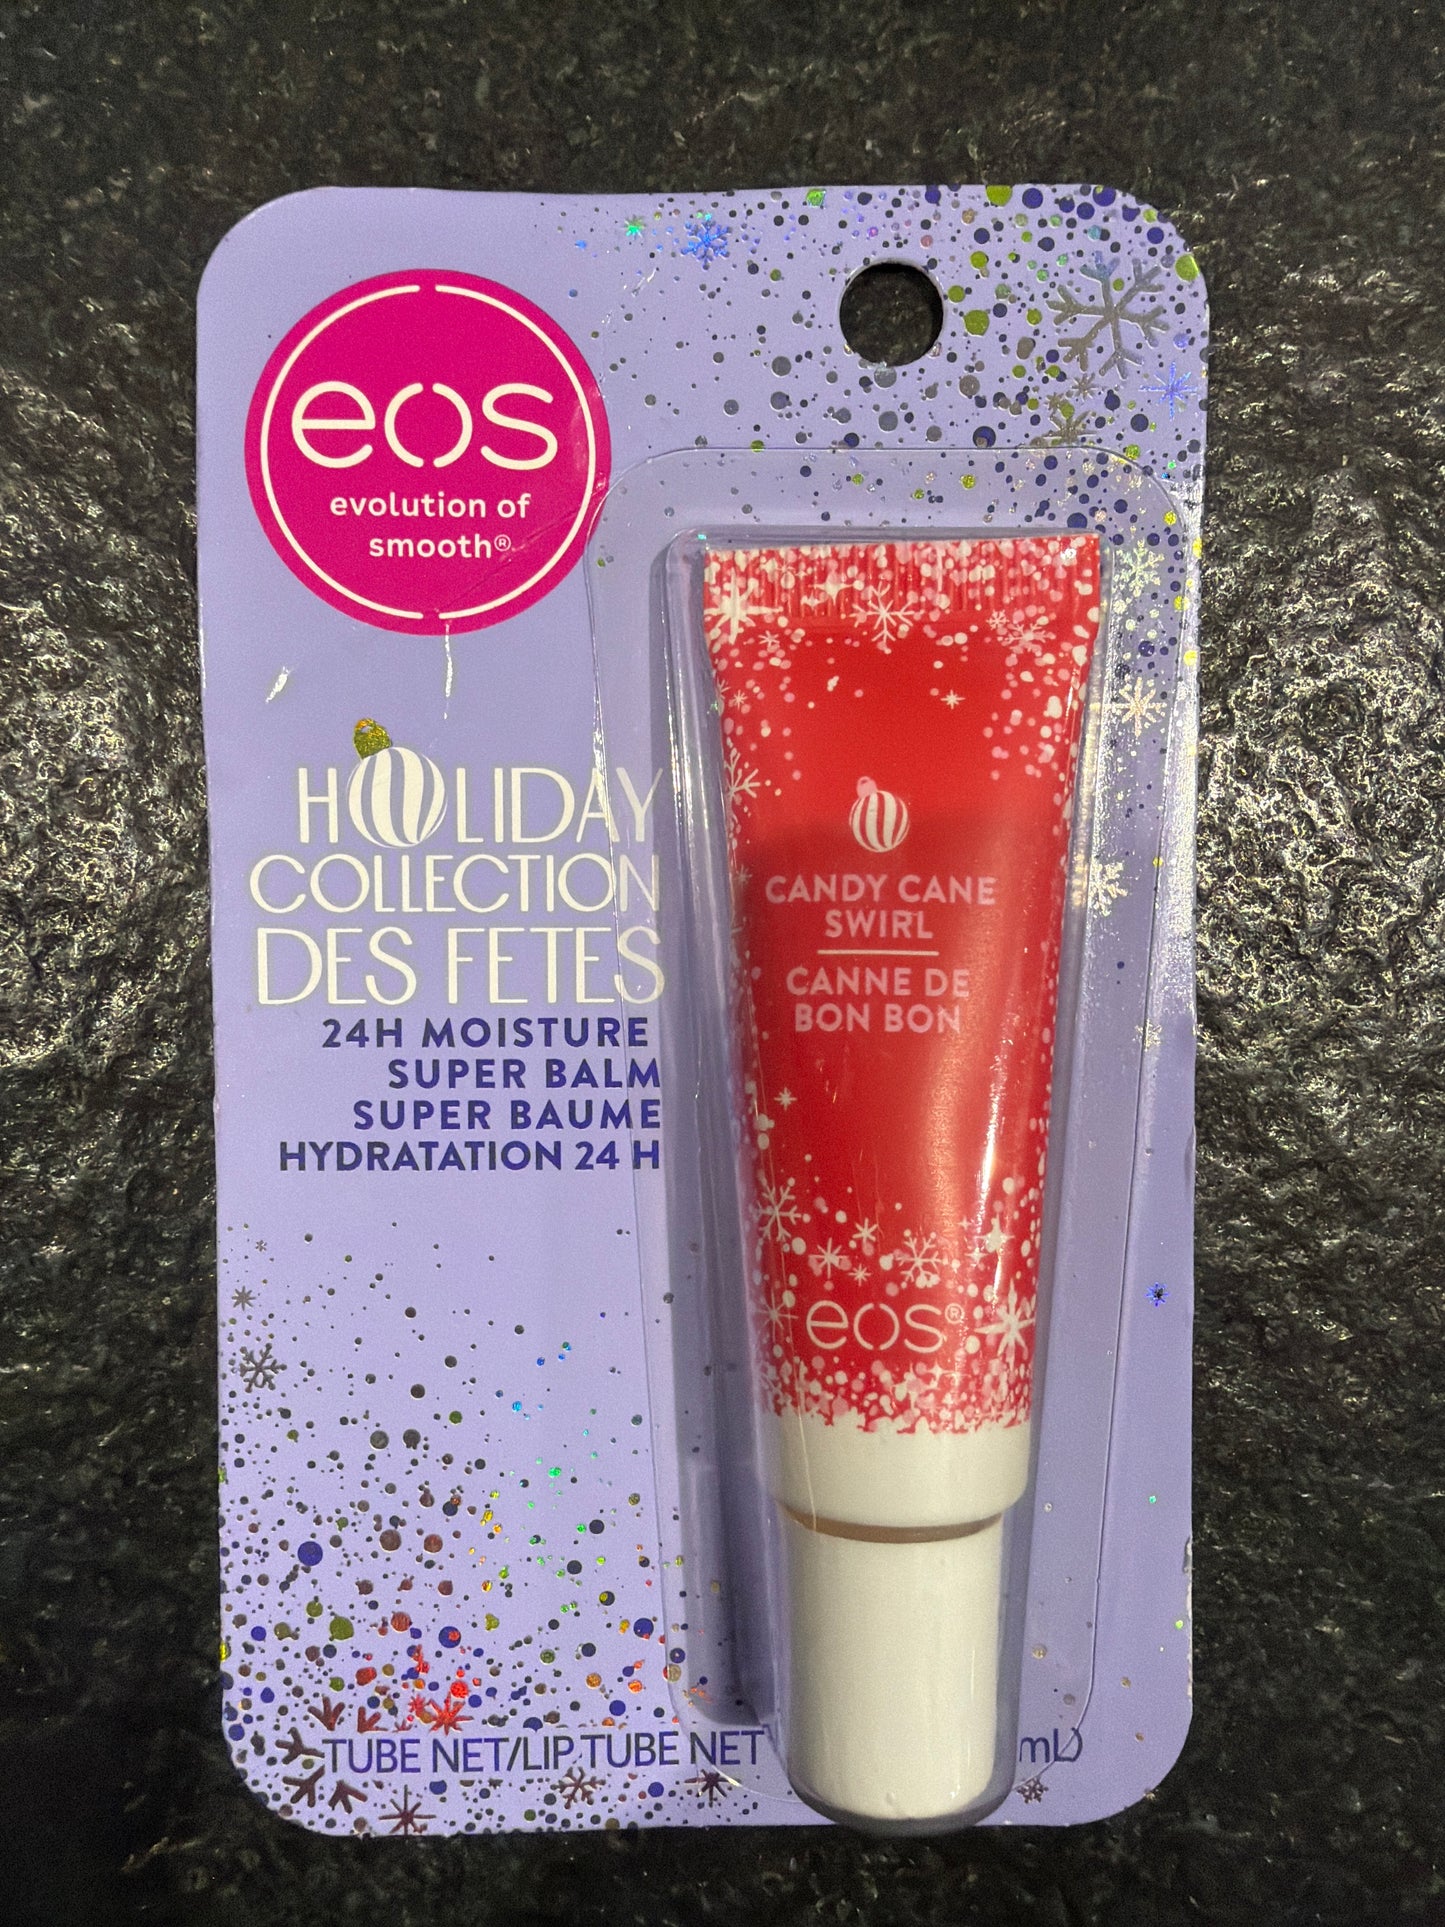 eos
evolution of
smooth®
HOLIDAY
COLLECTION
DES FETES
24H MOISTURE
SUPER BALM
SUPER BAUME
HYDRATATION 24 H
CANDY CANE
SWIRL
CANNE DE
BON BON
eos®
TUBE NET/LIP TUBE NET mL)